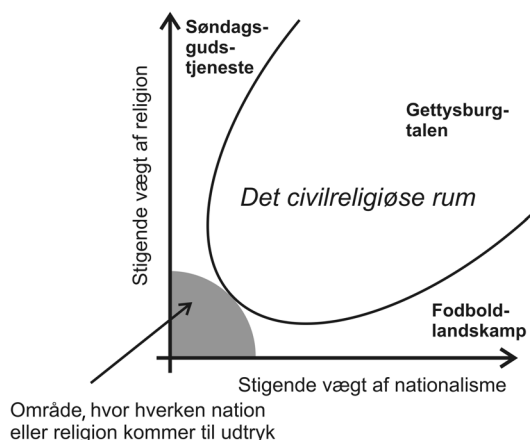 Søndags-
guds-
tjeneste
Stigende vægt af religion
Gettysburg-
talen
Det civilreligiøse rum
Fodbold-
landskamp
Stigende vægt af nationalisme
Område, hvor hverken nation
eller religion kommer til udtryk